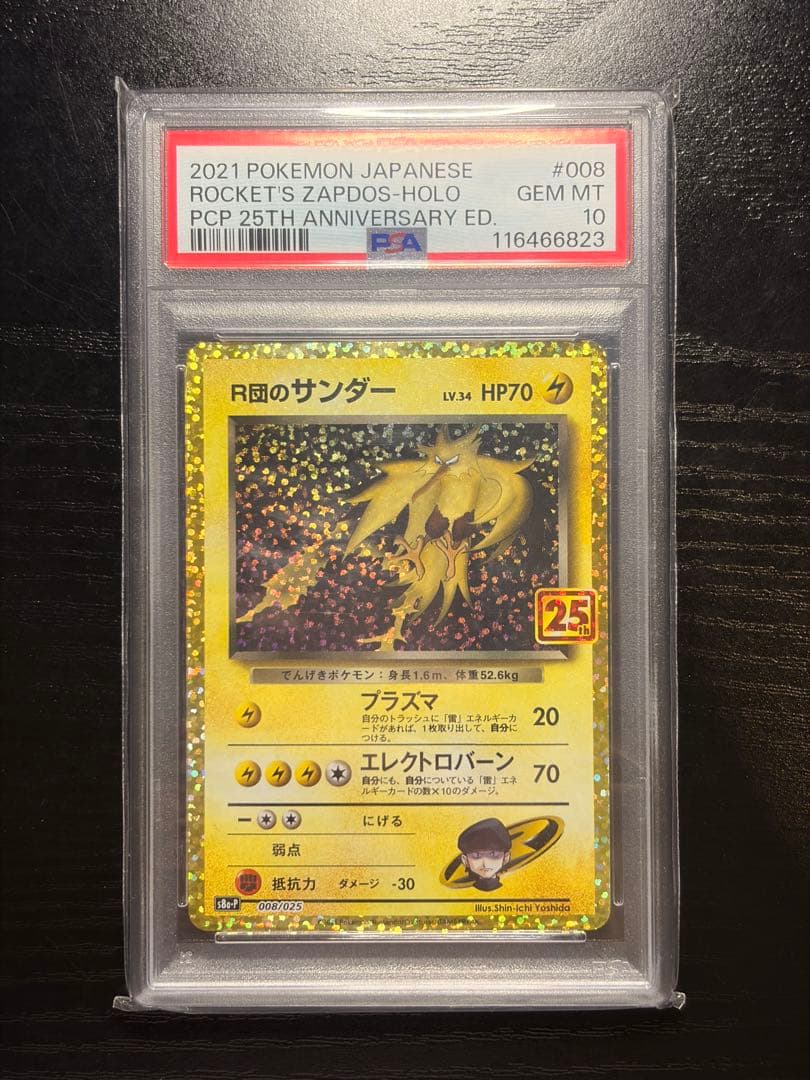 2021 POKEMON JAPANESE #008
ROCKET'S ZAPDOS-HOLO GEM MT
PCP 25TH ANNIVERSARY ED. 10
PSA 116466823
R団のサンダー LV.34 HP70
25th
でんげきポケモン：身長1.6m、体重52.6kg
プラズマ 20
自分のトラッシュに「雷」エネルギーカ
ードがあれば、1枚取り出して、自分に
つける。
エレクトロバーン 70
自分にも、自分についている「雷」エネ
ルギーカードの数×10のダメージ。
にげる
弱点
抵抗力 ダメージ -30
s8a-P 008/025
Illus.Shin-ichi Yoshida